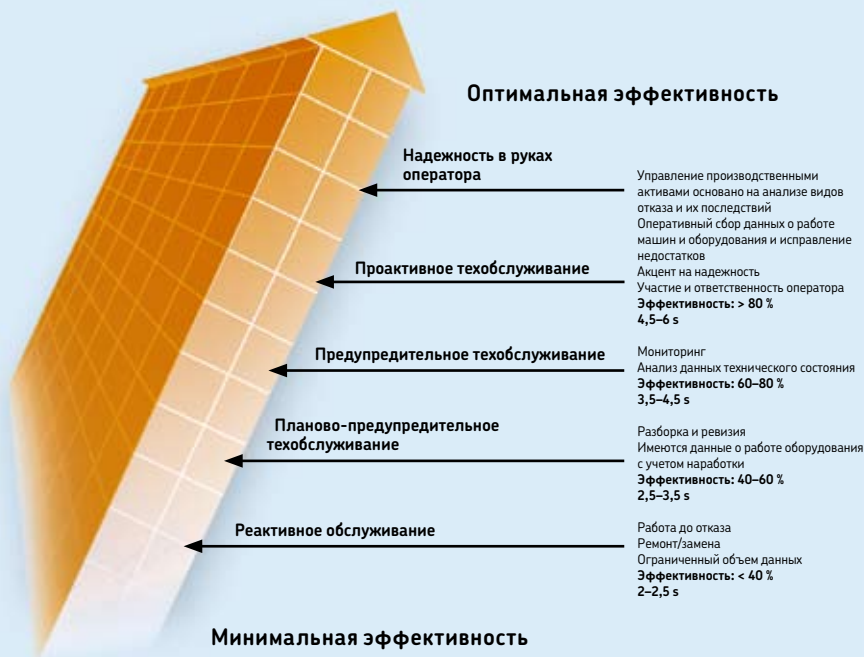 Оптимальная эффективность
Надежность в руках
оператора
Управление производственными
активами основано на анализе видов
отказа и их последствий
Оперативный сбор данных о работе
машин и оборудования и исправление
недостатков
Акцент на надежность
Участие и ответственность оператора
Эффективность: > 80 %
4,5–6 s
Проактивное техобслуживание
Предупредительное техобслуживание
Мониторинг
Анализ данных технического состояния
Эффективность: 60–80 %
3,5–4,5 s
Планово-предупредительное
техобслуживание
Разборка и ревизия
Имеются данные о работе оборудования
с учетом наработки
Эффективность: 40–60 %
2,5–3,5 s
Реактивное обслуживание
Работа до отказа
Ремонт/замена
Ограниченный объем данных
Эффективность: < 40 %
2–2,5 s
Минимальная эффективность